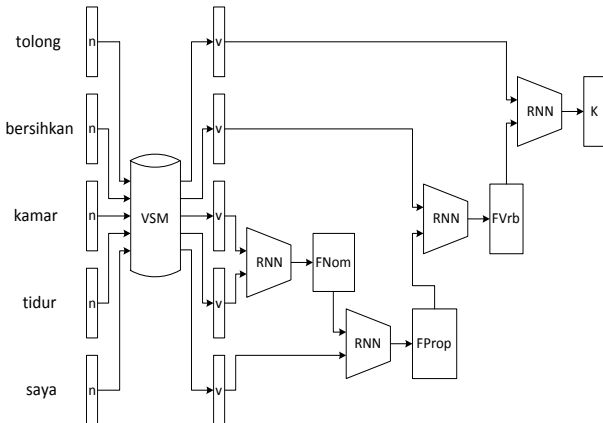 tolong n v
RNN K
bersihkan n v
kamar n VSM v RNN FVrb
RNN FNom
tidur n v
RNN FProp
saya n v